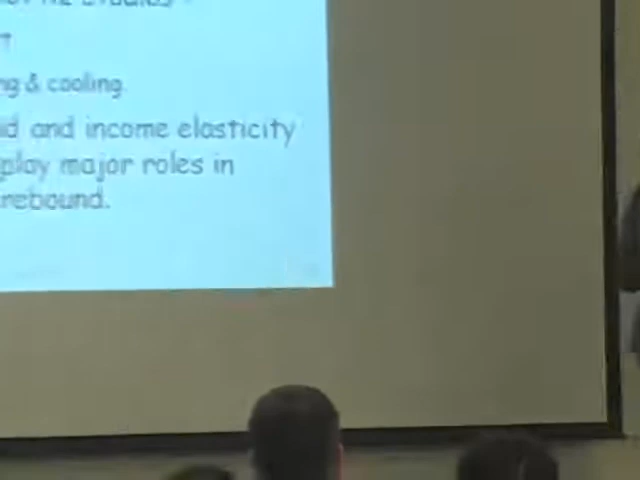 ng & cooling.
and income elasticity
play major roles in
rebound.